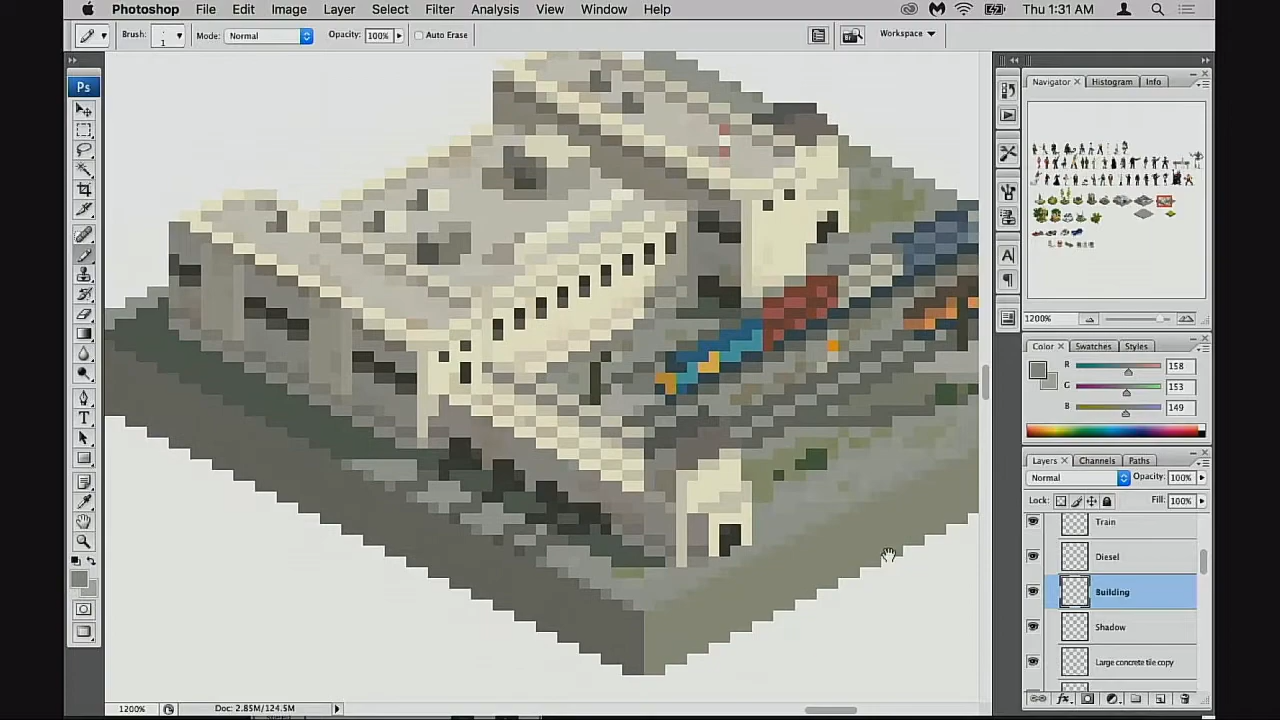 Photoshop File Edit Image Layer Select Filter Analysis View Window Help Thu 1:31 AM
Brush: 1 Mode: Normal Opacity: 100% Auto Erase Workspace
Ps
Navigator Histogram Info
1200%
Color Swatches Styles
R 158
G 153
B 149
Layers Channels Paths
Normal Opacity: 100%
Lock: Fill: 100%
Train
Diesel
Building
Shadow
Large concrete tile copy
1200% Doc: 2.85M/124.5M